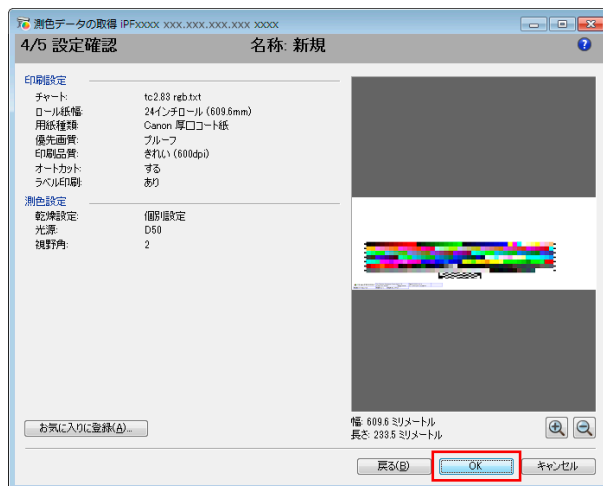 測色データの取得 iPFxxxx xxx.xxx.xxx.xxx xxxx
4/5 設定確認 名称: 新規
印刷設定
チャート: tc2.83 rgb.txt
ロール紙幅: 24インチロール (609.6mm)
用紙種類: Canon 厚口コート紙
優先画質: プルーフ
印刷品質: きれい (600dpi)
オートカット: する
ラベル印刷: あり
測色設定
乾燥設定: 個別設定
光源: D50
視野角: 2
お気に入りに登録(A)...
幅: 609.6 ミリメートル
長さ: 233.5 ミリメートル
戻る(B) OK キャンセル